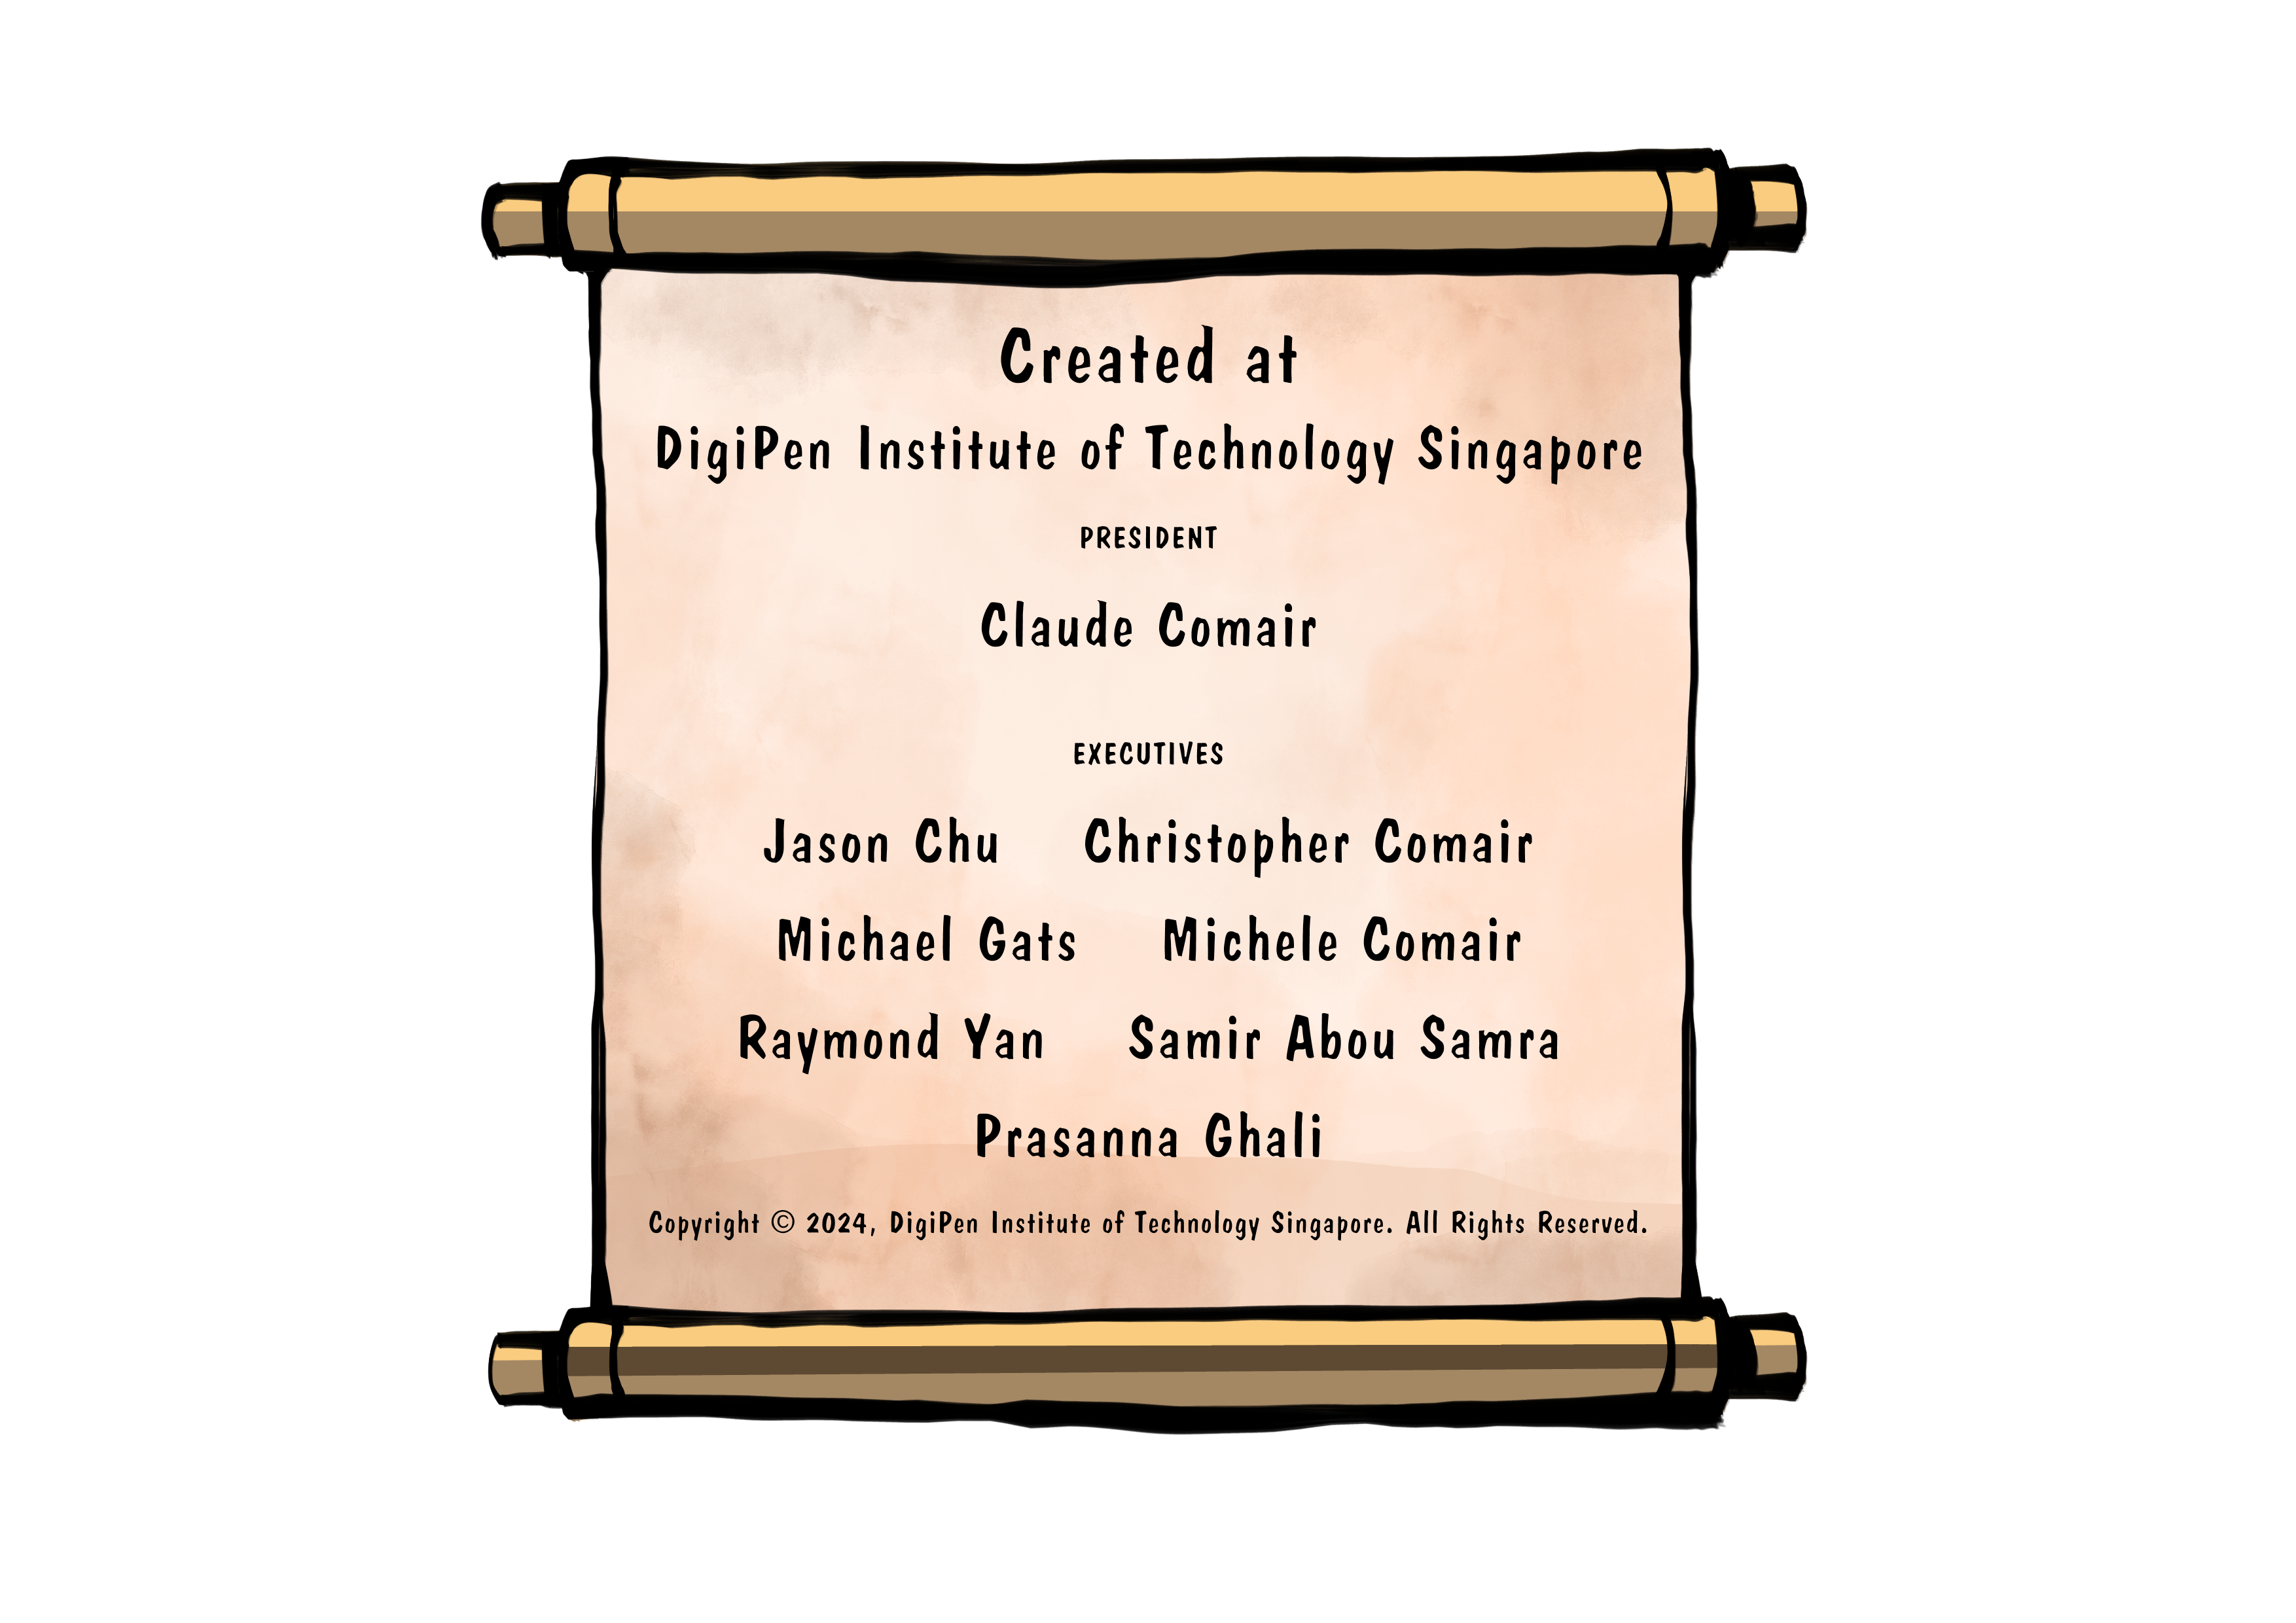 Created at
DigiPen Institute of Technology Singapore
PRESIDENT
Claude Comair
EXECUTIVES
Jason Chu Christopher Comair
Michael Gats Michele Comair
Raymond Yan Samir Abou Samra
Prasanna Ghali
Copyright © 2024, DigiPen Institute of Technology Singapore. All Rights Reserved.